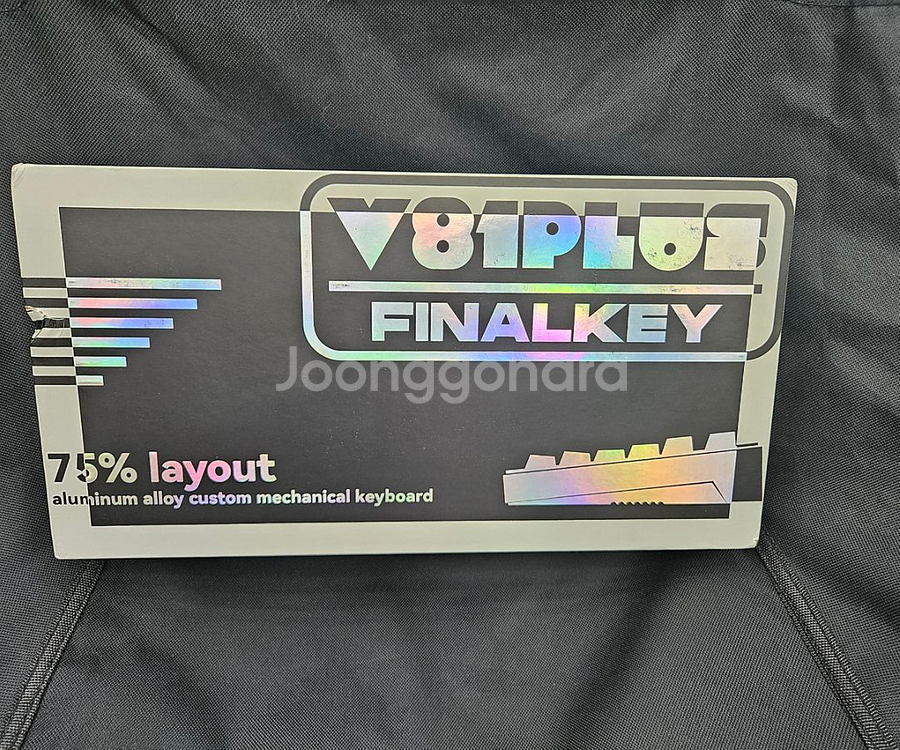 V81PLUS
FINALKEY
Joonggonara
75% layout
aluminum alloy custom mechanical keyboard